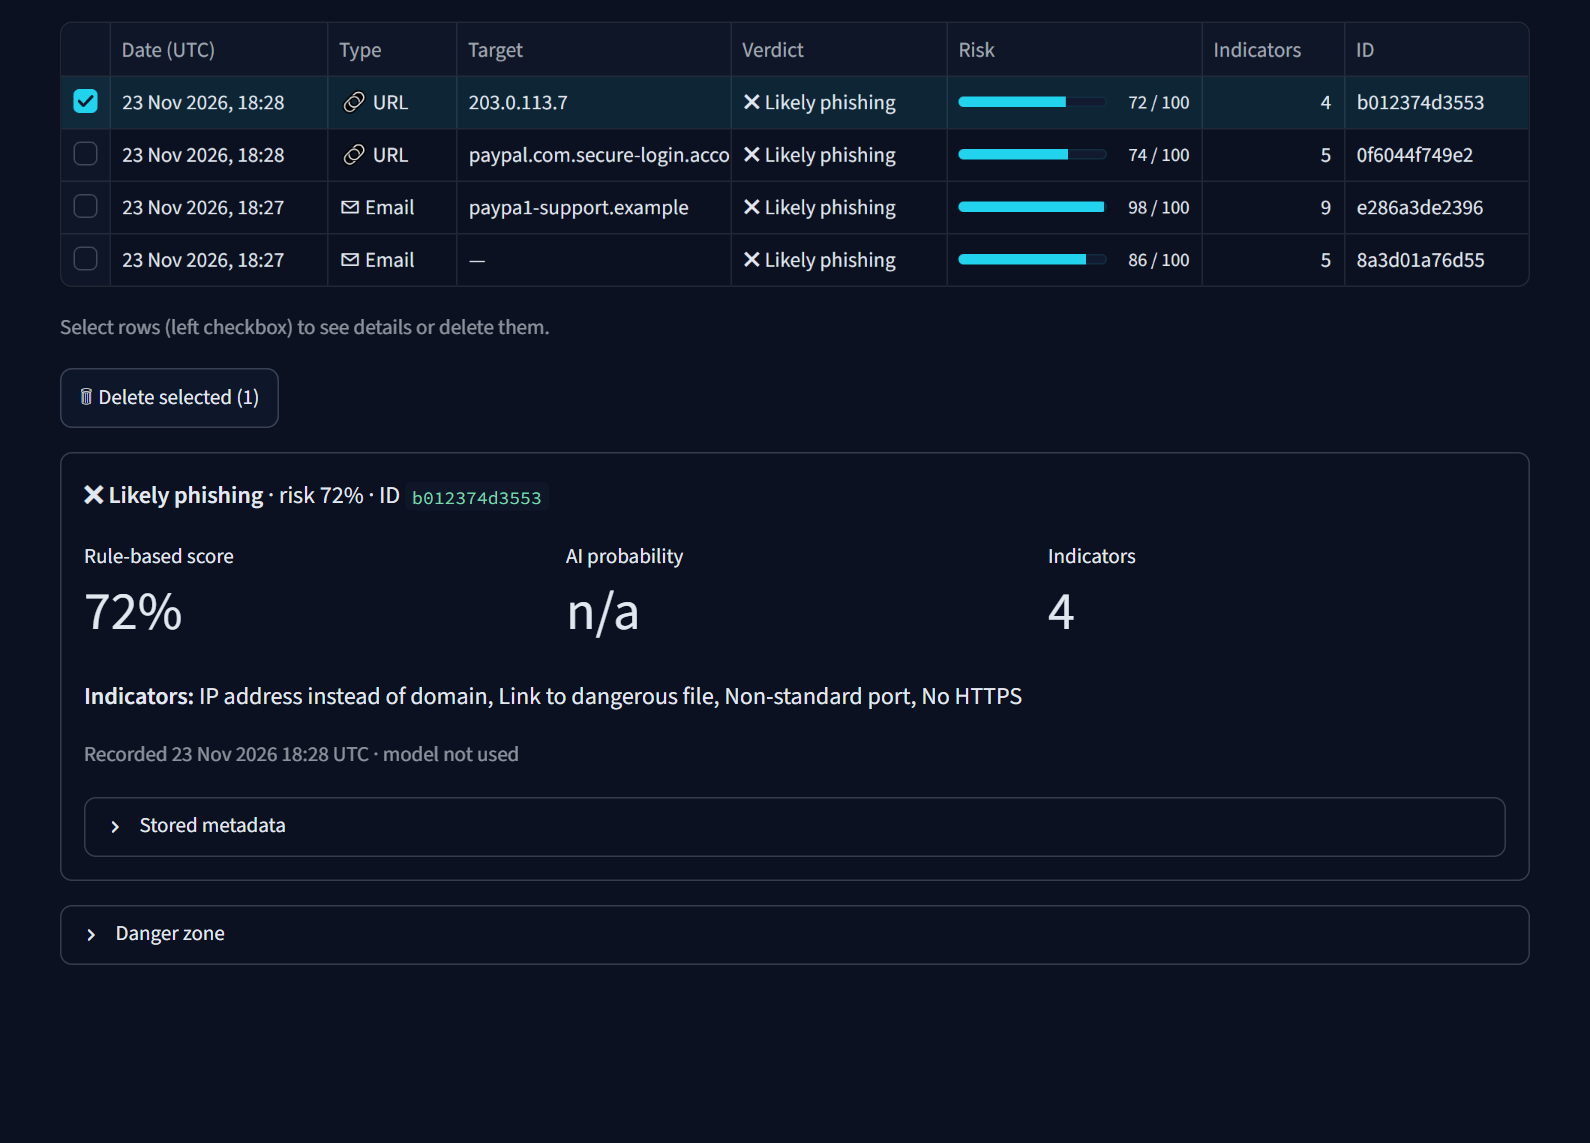 Date (UTC) Type Target Verdict Risk Indicators ID
23 Nov 2026, 18:28 URL 203.0.113.7 Likely phishing 72 / 100 4 b012374d3553
23 Nov 2026, 18:28 URL paypal.com.secure-login.acco Likely phishing 74 / 100 5 0f6044f749e2
23 Nov 2026, 18:27 Email paypa1-support.example Likely phishing 98 / 100 9 e286a3de2396
23 Nov 2026, 18:27 Email — Likely phishing 86 / 100 5 8a3d01a76d55
Select rows (left checkbox) to see details or delete them.
Delete selected (1)
Likely phishing · risk 72% · ID b012374d3553
Rule-based score AI probability Indicators
72% n/a 4
Indicators: IP address instead of domain, Link to dangerous file, Non-standard port, No HTTPS
Recorded 23 Nov 2026 18:28 UTC · model not used
Stored metadata
Danger zone